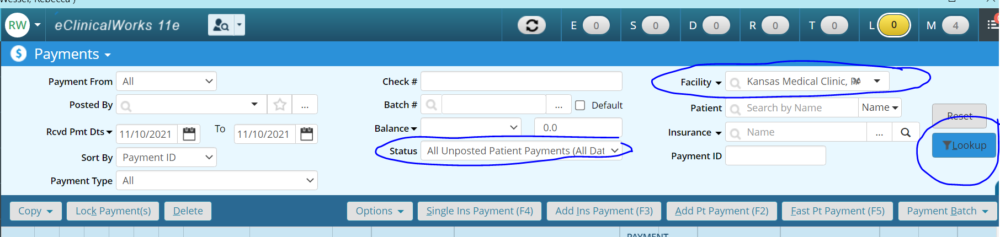 Wessel, Rebecca )
RW eClinicalWorks 11e E 0 S 0 D 0 R 0 T 0 L 0 M 4
$ Payments
Payment From All Check # Facility Kansas Medical Clinic, PA
Posted By ... Batch # ... Default Patient Search by Name Name Reset
Rcvd Pmt Dts 11/10/2021 To 11/10/2021 Balance 0.0 Insurance Name ... Lookup
Sort By Payment ID Status All Unposted Patient Payments (All Dat Payment ID
Payment Type All
Copy Lock Payment(s) Delete Options Single Ins Payment (F4) Add Ins Payment (F3) Add Pt Payment (F2) Fast Pt Payment (F5) Payment Batch
PAYMENT